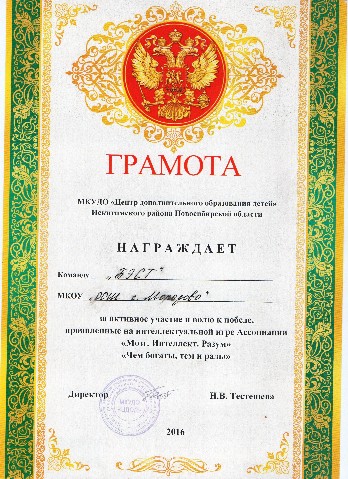 ГРАМОТА
МКУДО «Центр дополнительного образования детей»
Искитимского района Новосибирской области
НАГРАЖДАЕТ
Команду
МКОУ
за активное участие и волю к победе,
проявленные на интеллектуальной игре Ассоциации
«Мозг. Интеллект. Разум»
«Чем богаты, тем и рады»
Директор Н.В. Тестешева
2016